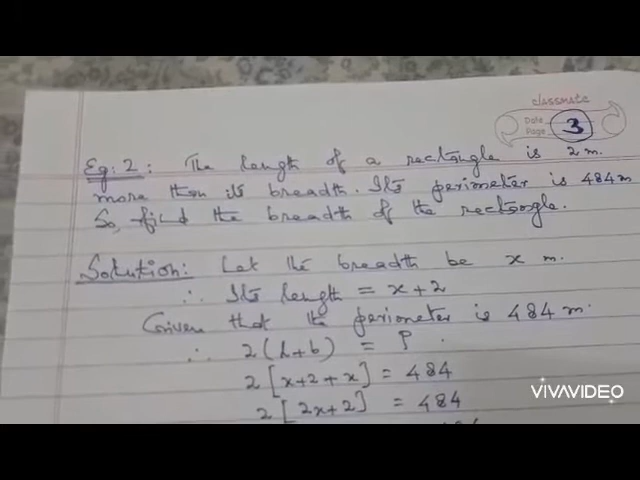 classmate
Date
Page 3
Eg: 2: The length of a rectangle is 2 m.
more than its breadth. Its perimeter is 484 m
So, find the breadth of the rectangle.
Solution: Let the breadth be x m.
∴ Its length = x+2
Given that the perimeter is 484 m.
∴ 2(l+b) = P.
2[x+2+x] = 484
2[2x+2] = 484
VIVAVIDEO